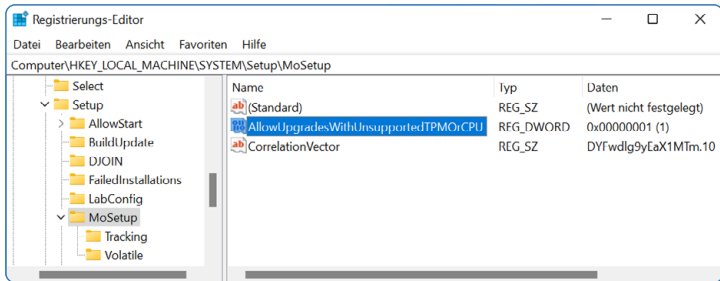 Registrierungs-Editor
Datei Bearbeiten Ansicht Favoriten Hilfe
Computer\HKEY_LOCAL_MACHINE\SYSTEM\Setup\MoSetup
Select
Setup
AllowStart
BuildUpdate
DJOIN
FailedInstallations
LabConfig
MoSetup
Tracking
Volatile
Name Typ Daten
(Standard) REG_SZ (Wert nicht festgelegt)
AllowUpgradesWithUnsupportedTPMOrCPU REG_DWORD 0x00000001 (1)
CorrelationVector REG_SZ